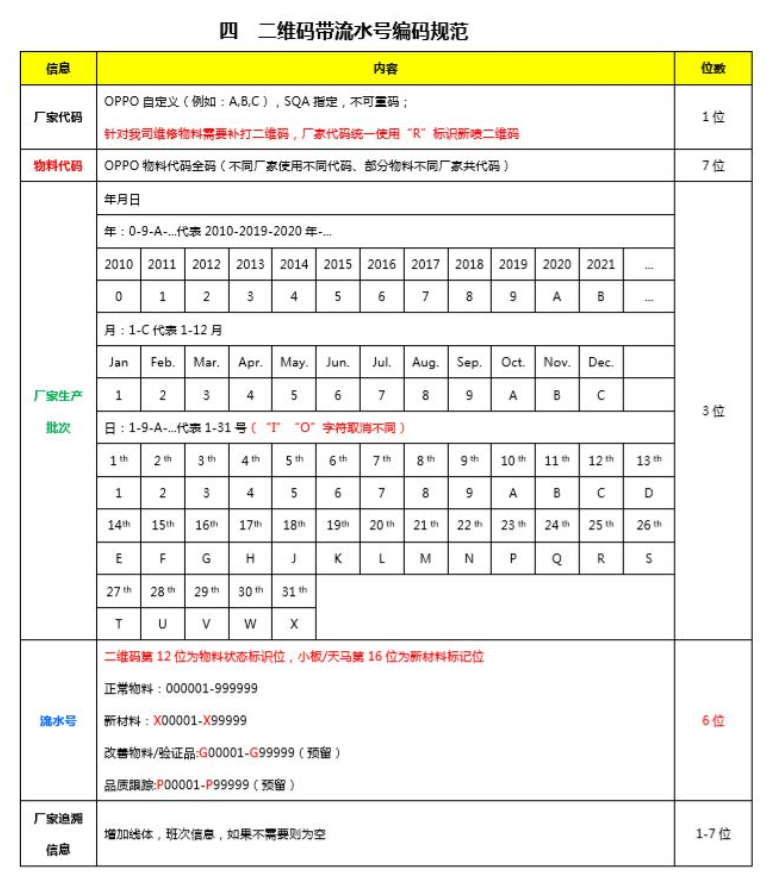 四 二维码带流水号编码规范
信息 内容 位数
厂家代码 OPPO 自定义（例如：A,B,C），SQA 指定，不可重码；
针对我司维修物料需要补打二维码，厂家代码统一使用“R”标识新喷二维码 1 位
物料代码 OPPO 物料代码全码（不同厂家使用不同代码、部分物料不同厂家共代码） 7 位
厂家生产批次 3 位
年月日
年：0-9-A-...代表 2010-2019-2020 年-...
2010 2011 2012 2013 2014 2015 2016 2017 2018 2019 2020 2021 ...
0 1 2 3 4 5 6 7 8 9 A B ...
月：1-C 代表 1-12 月
Jan Feb. Mar. Apr. May. Jun. Jul. Aug. Sep. Oct. Nov. Dec.
1 2 3 4 5 6 7 8 9 A B C
日：1-9-A-...代表 1-31 号（“I”“O”字符取消不同）
1 th 2 th 3 th 4 th 5 th 6 th 7 th 8 th 9 th 10 th 11 th 12 th 13 th
1 2 3 4 5 6 7 8 9 A B C D
14th 15th 16th 17th 18th 19th 20 th 21 th 22 th 23 th 24 th 25 th 26 th
E F G H J K L M N P Q R S
27 th 28 th 29 th 30 th 31 th
T U V W X
流水号 6 位
二维码第 12 位为物料状态标识位，小板/天马第 16 位为新材料标记位
正常物料：000001-999999
新材料：X00001-X99999
改善物料/验证品:G00001-G99999（预留）
品质跟踪:P00001-P99999（预留）
厂家追溯信息 增加线体，班次信息，如果不需要则为空 1-7 位